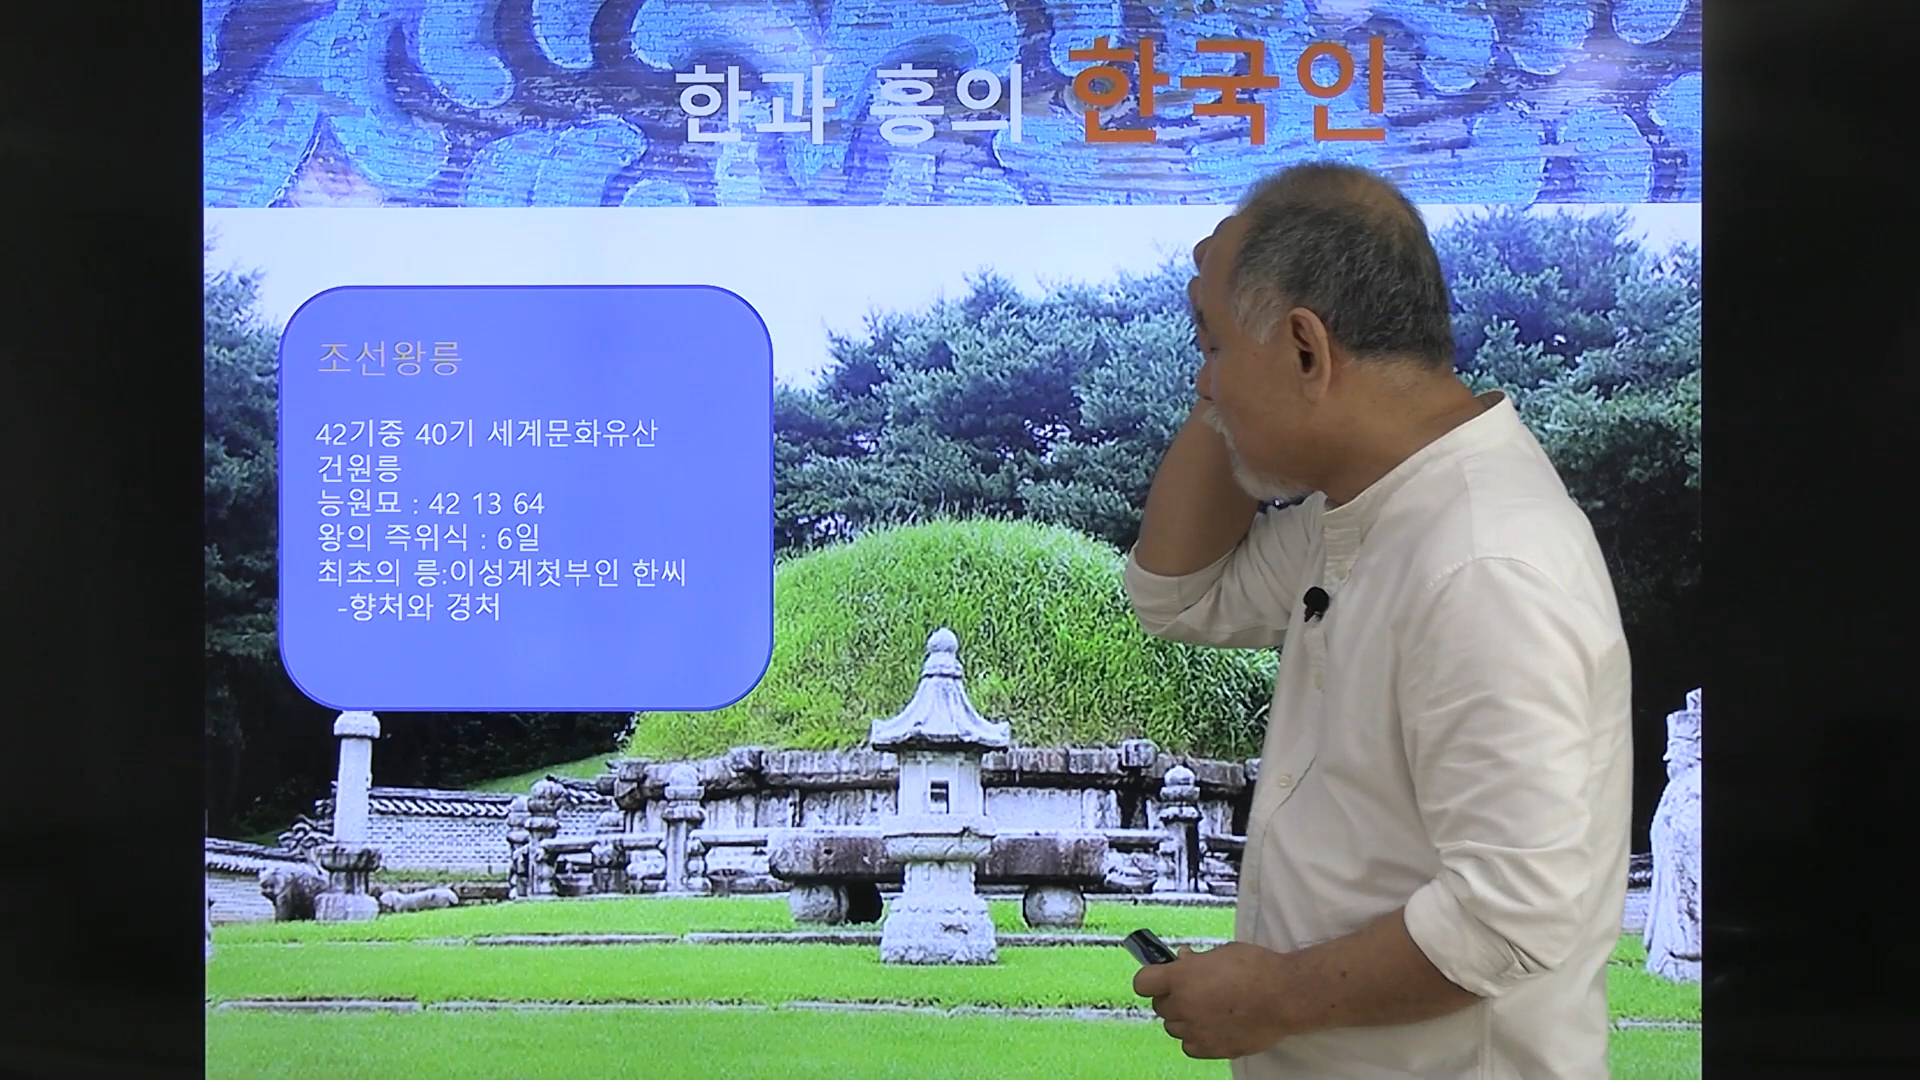 한과 흥의 한국인
조선왕릉
42기중 40기 세계문화유산
건원릉
능원묘 : 42 13 64
왕의 즉위식 : 6일
최초의 릉:이성계첫부인 한씨
-향처와 경처